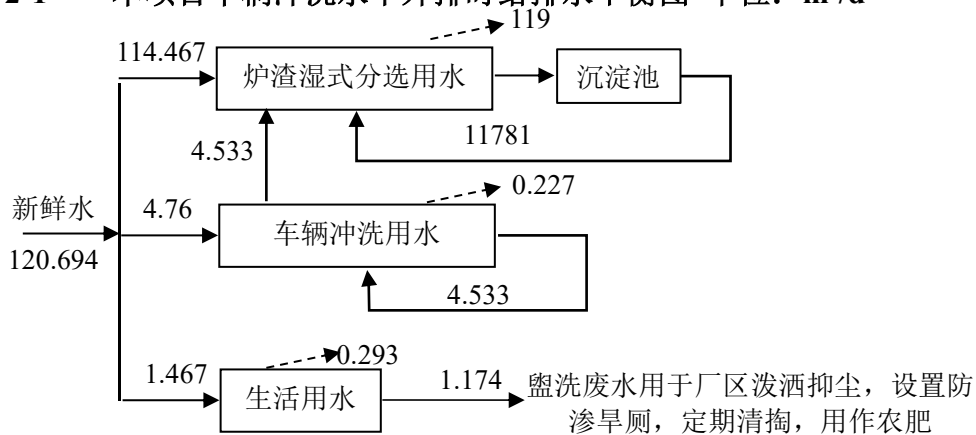 119
114.467
炉渣湿式分选用水
沉淀池
11781
4.533
0.227
新鲜水
4.76
车辆冲洗用水
120.694
4.533
0.293
1.467
生活用水
1.174
盥洗废水用于厂区泼洒抑尘，设置防
渗旱厕，定期清掏，用作农肥